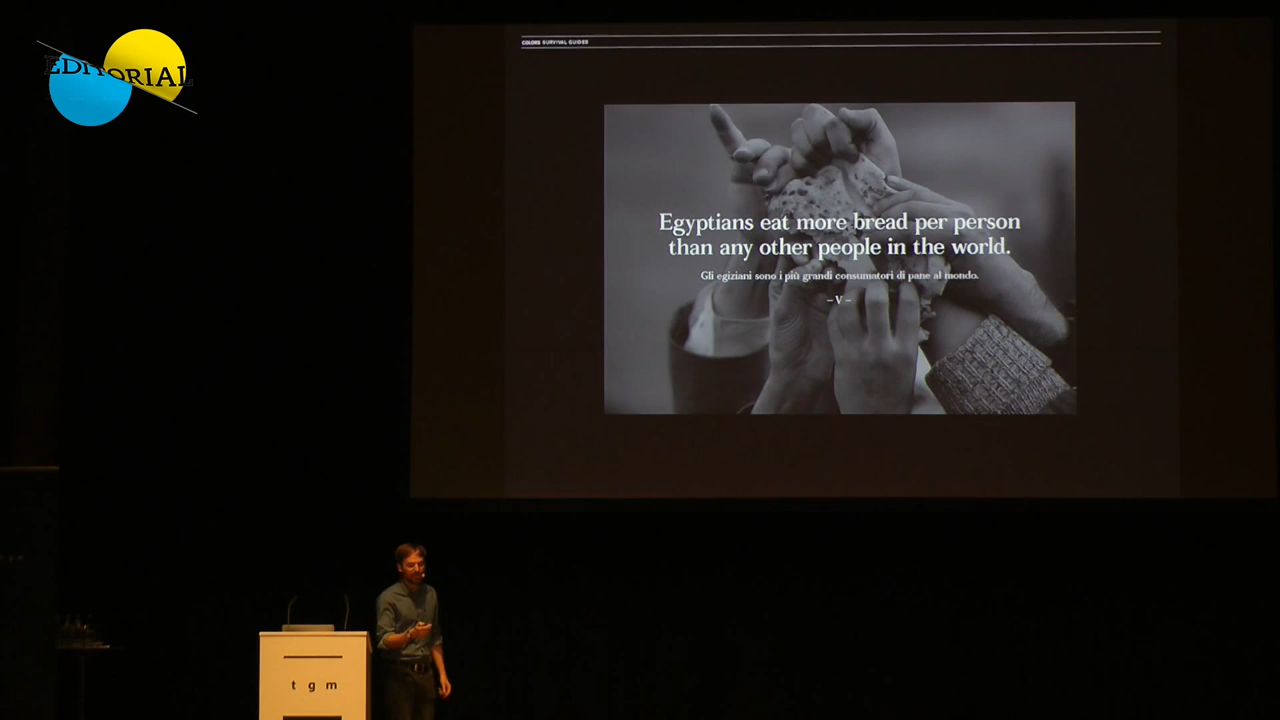 EDITORIAL
COLORS SURVIVAL GUIDES
Egyptians eat more bread per person
than any other people in the world.
Gli egiziani sono i più grandi consumatori di pane al mondo.
– V –
t g m